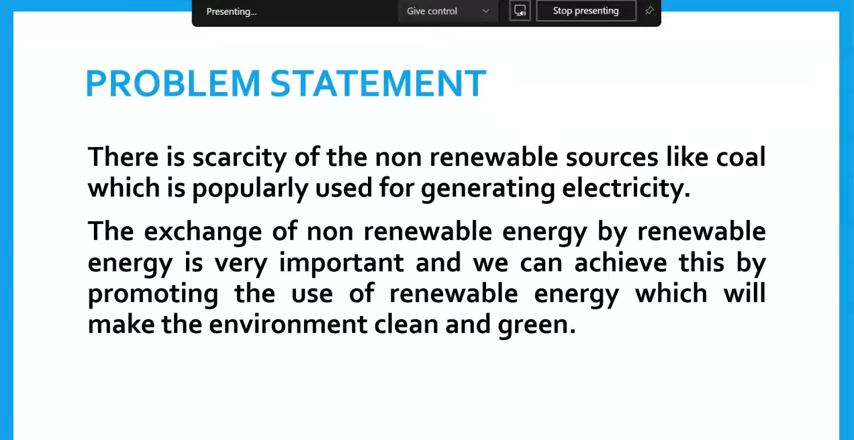 Presenting...
Give control
Stop presenting
PROBLEM STATEMENT
There is scarcity of the non renewable sources like coal
which is popularly used for generating electricity.
The exchange of non renewable energy by renewable
energy is very important and we can achieve this by
promoting the use of renewable energy which will
make the environment clean and green.